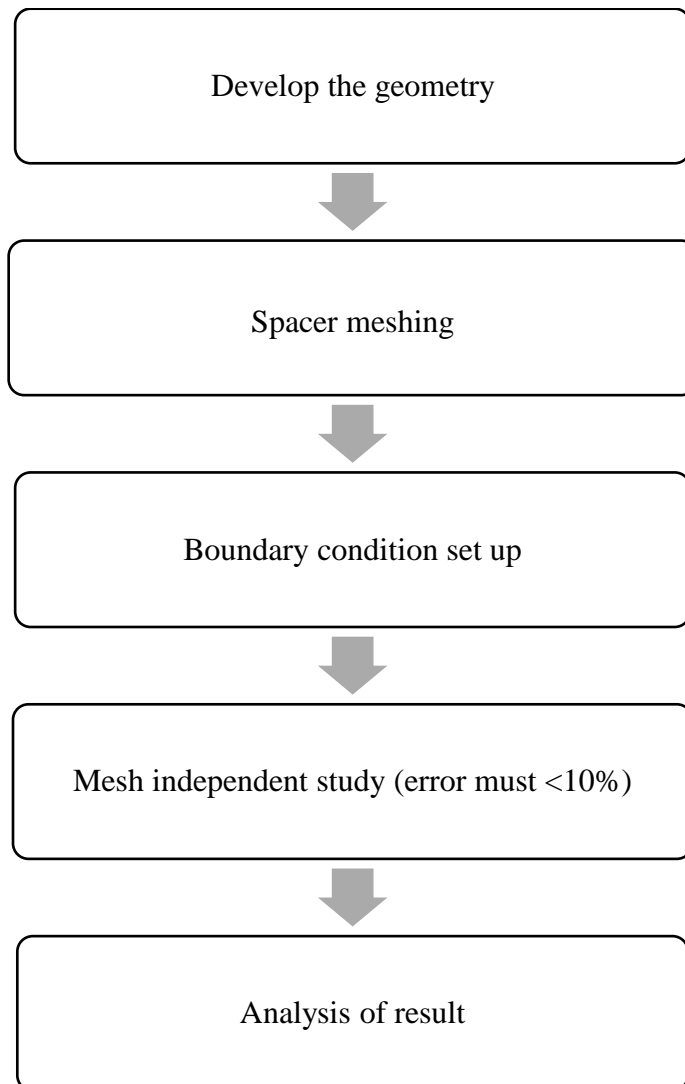 Develop the geometry
Spacer meshing
Boundary condition set up
Mesh independent study (error must <10%)
Analysis of result